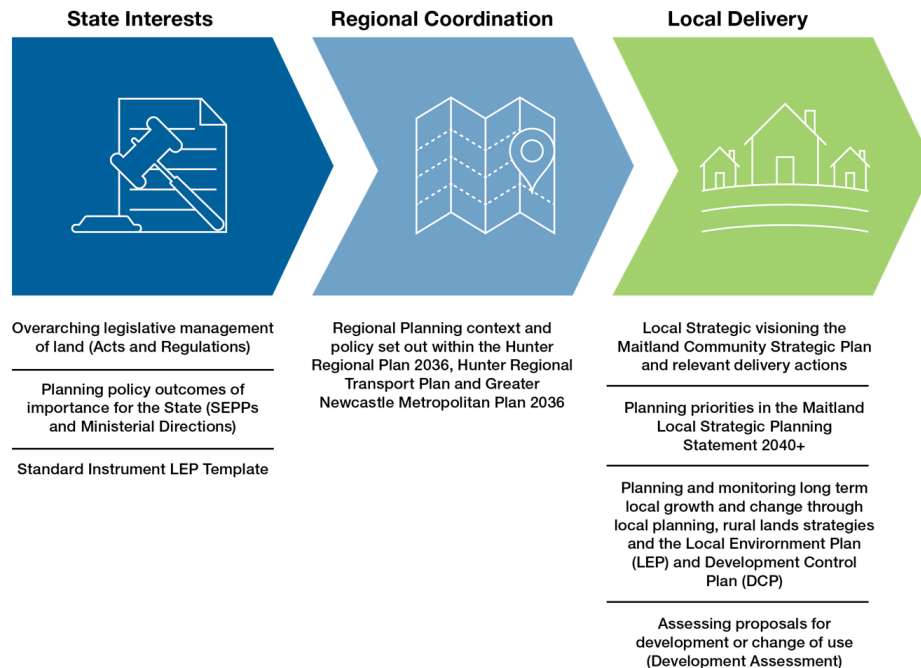 State Interests
Regional Coordination
Local Delivery
Overarching legislative management
of land (Acts and Regulations)
Planning policy outcomes of
importance for the State (SEPPs
and Ministerial Directions)
Standard Instrument LEP Template
Regional Planning context and
policy set out within the Hunter
Regional Plan 2036, Hunter Regional
Transport Plan and Greater
Newcastle Metropolitan Plan 2036
Local Strategic visioning the
Maitland Community Strategic Plan
and relevant delivery actions
Planning priorities in the Maitland
Local Strategic Planning
Statement 2040+
Planning and monitoring long term
local growth and change through
local planning, rural lands strategies
and the Local Envirornment Plan
(LEP) and Development Control
Plan (DCP)
Assessing proposals for
development or change of use
(Development Assessment)